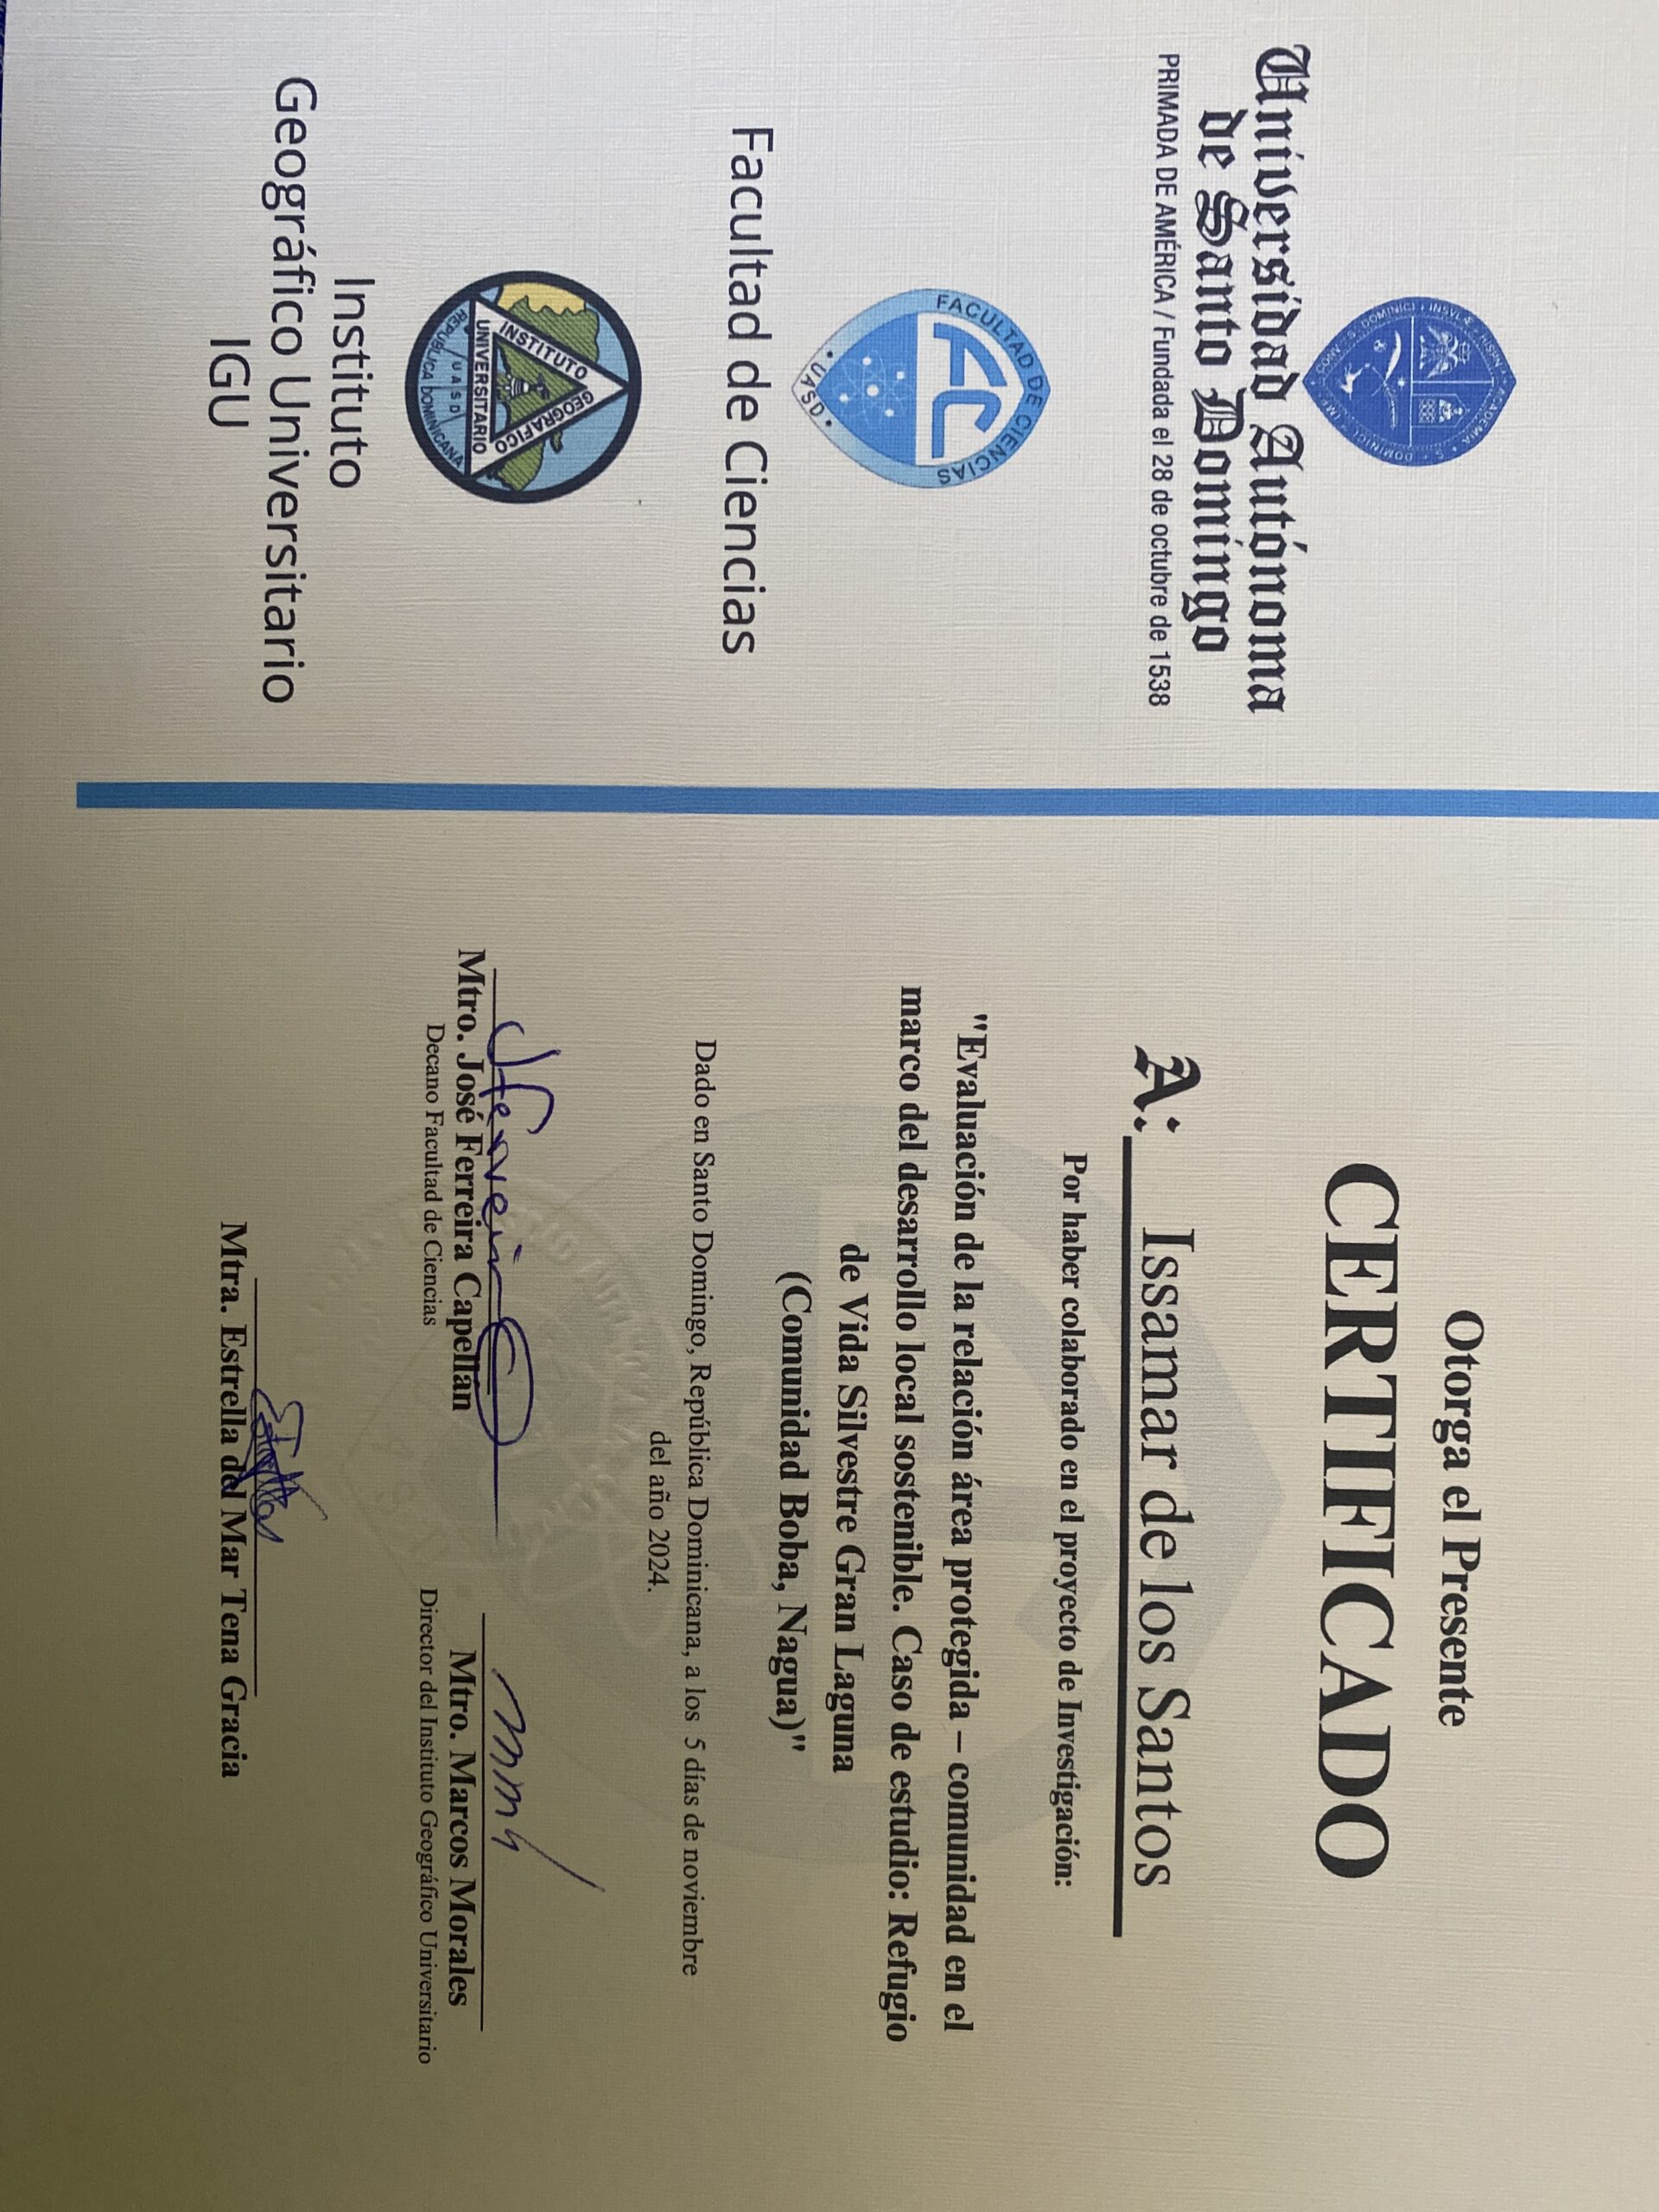 Universidad Autónoma
de Santo Domingo
PRIMADA DE AMÉRICA / Fundada el 28 de octubre de 1538
FACULTAD DE CIENCIAS
FC
• UASD •
Facultad de Ciencias
INSTITUTO
GEOGRAFICO
UNIVERSITARIO
UASD
REPUBLICA DOMINICANA
Instituto
Geográfico Universitario
IGU
Otorga el Presente
CERTIFICADO
A: Issamar de los Santos
Por haber colaborado en el proyecto de Investigación:
"Evaluación de la relación área protegida – comunidad en el
marco del desarrollo local sostenible. Caso de estudio: Refugio
de Vida Silvestre Gran Laguna
(Comunidad Boba, Nagua)"
Dado en Santo Domingo, República Dominicana, a los 5 días de noviembre
del año 2024.
Mtro. José Ferreira Capellán
Decano Facultad de Ciencias
Mtro. Marcos Morales
Director del Instituto Geográfico Universitario
Mtra. Estrella del Mar Tena Gracia